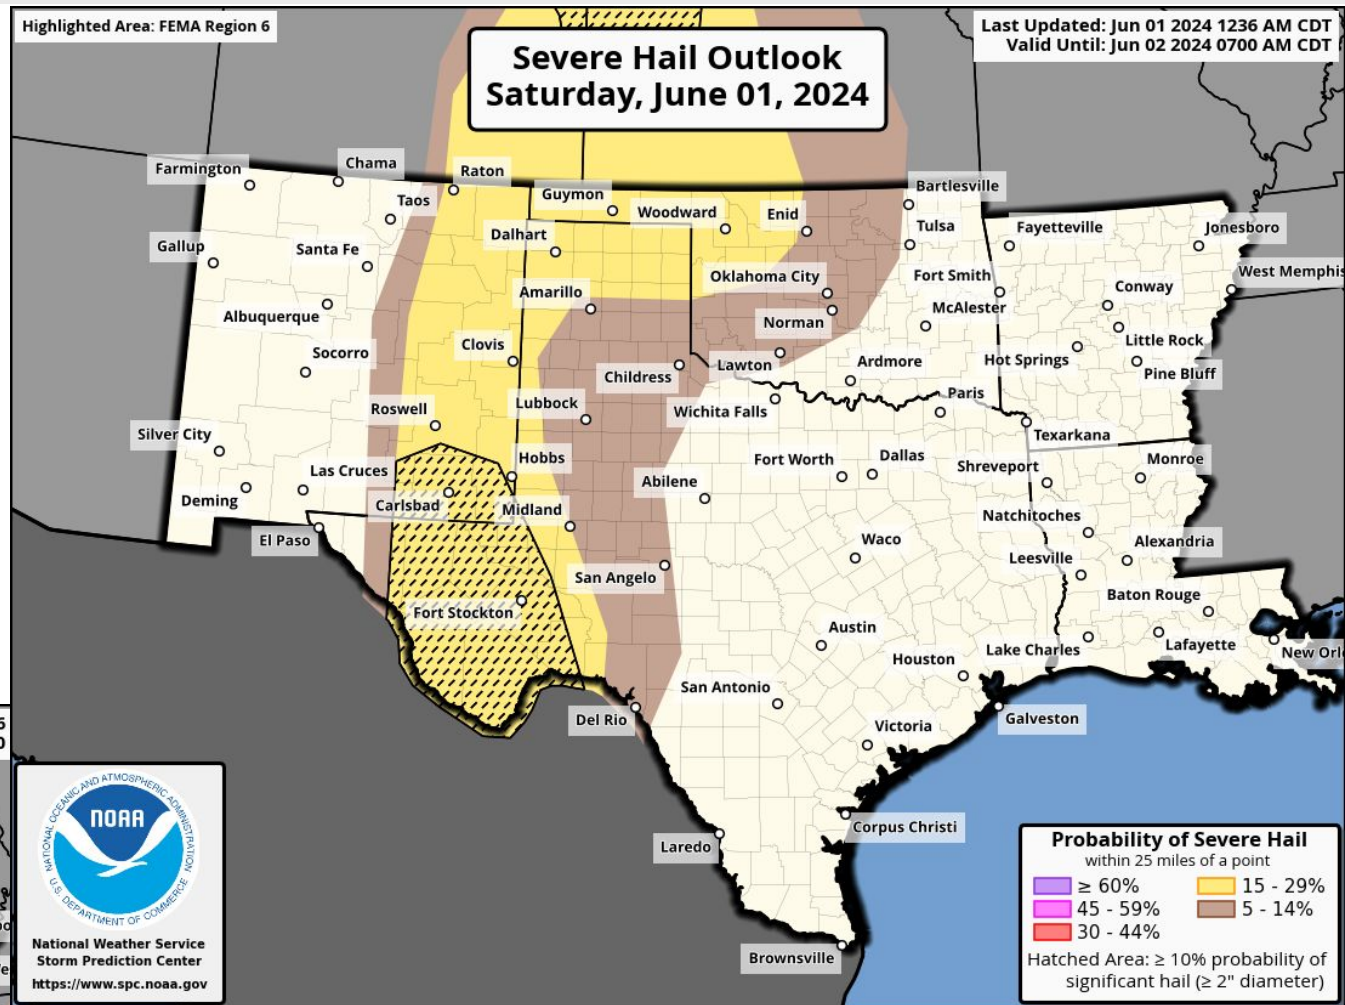 Highlighted Area: FEMA Region 6
Severe Hail Outlook
Saturday, June 01, 2024
Last Updated: Jun 01 2024 1236 AM CDT
Valid Until: Jun 02 2024 0700 AM CDT
Farmington
Chama
Raton
Taos
Guymon
Woodward
Enid
Bartlesville
Gallup
Santa Fe
Dalhart
Tulsa
Fayetteville
Jonesboro
Albuquerque
Amarillo
Oklahoma City
Fort Smith
West Memphis
Norman
McAlester
Conway
Socorro
Clovis
Childress
Lawton
Ardmore
Hot Springs
Little Rock
Pine Bluff
Roswell
Lubbock
Wichita Falls
Paris
Silver City
Texarkana
Las Cruces
Hobbs
Abilene
Fort Worth
Dallas
Shreveport
Monroe
Deming
Carlsbad
Midland
Natchitoches
El Paso
San Angelo
Waco
Leesville
Alexandria
Fort Stockton
Baton Rouge
Austin
Houston
Lake Charles
Lafayette
San Antonio
Del Rio
Victoria
Galveston
Laredo
Corpus Christi
Brownsville
NATIONAL OCEANIC AND ATMOSPHERIC ADMINISTRATION
NOAA
U.S. DEPARTMENT OF COMMERCE
National Weather Service
Storm Prediction Center
https://www.spc.noaa.gov
Probability of Severe Hail
within 25 miles of a point
≥ 60%
15 - 29%
45 - 59%
5 - 14%
30 - 44%
Hatched Area: ≥ 10% probability of
significant hail (≥ 2" diameter)